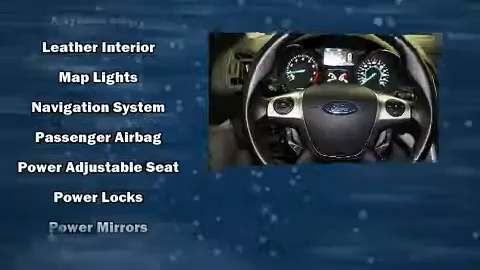 Leather Interior
Map Lights
Navigation System
Passenger Airbag
Power Adjustable Seat
Power Locks
Power Mirrors
Ford